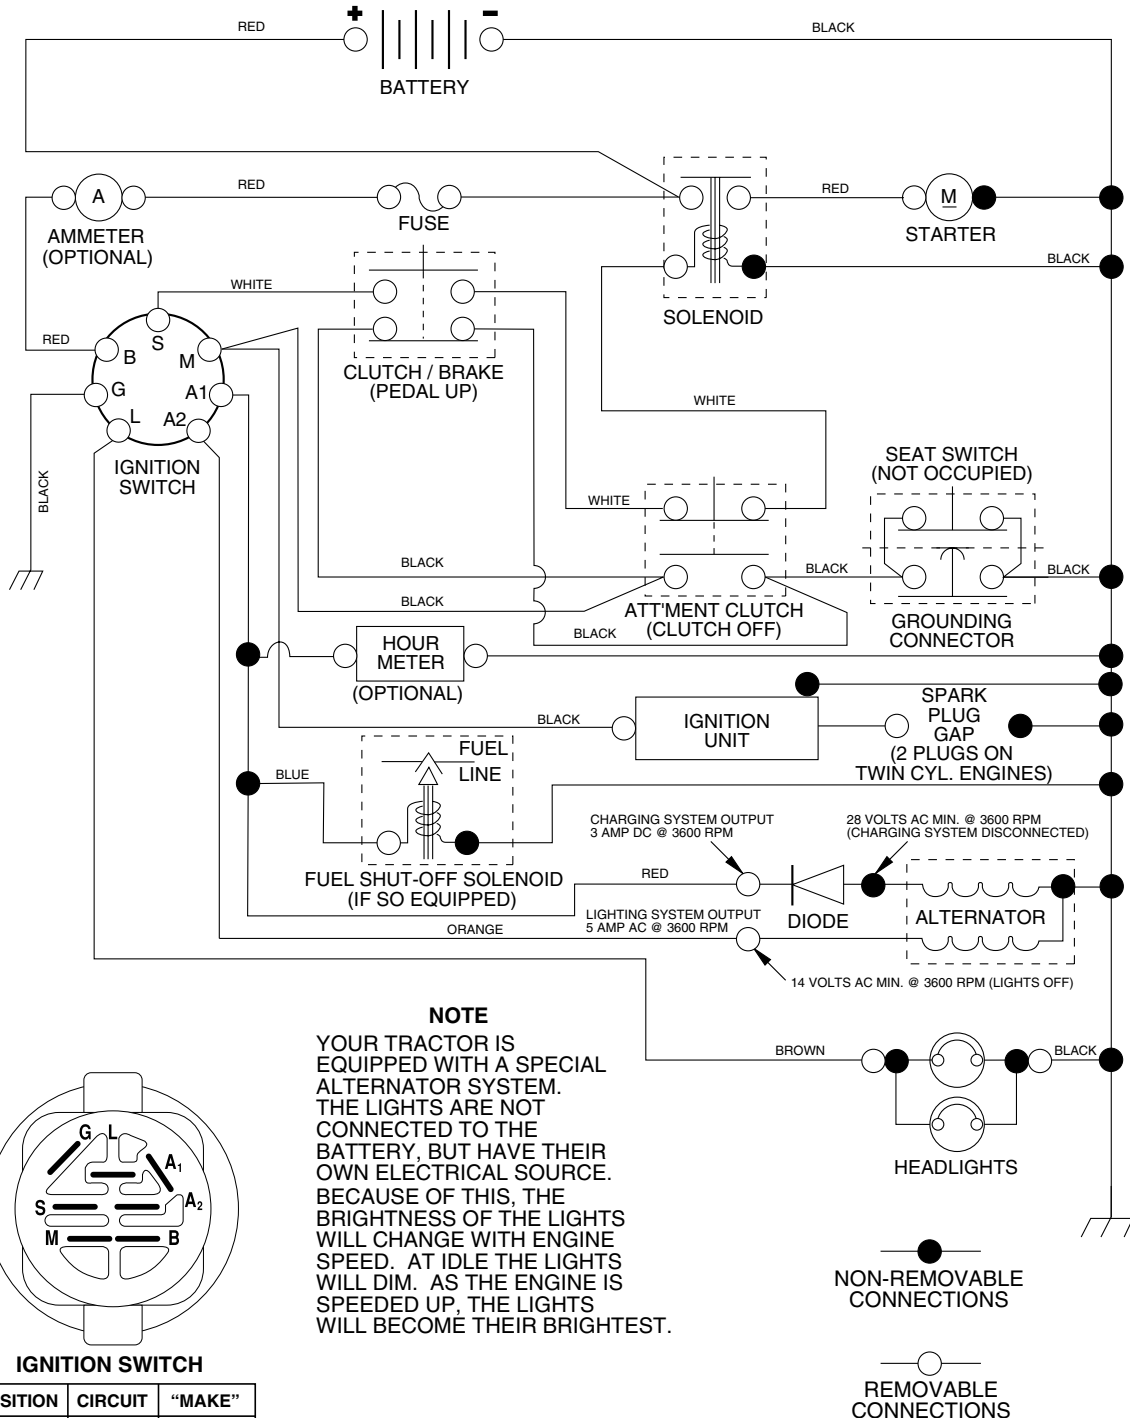 RED
+
-
BLACK
BATTERY
A
RED
FUSE
RED
M
STARTER
AMMETER
(OPTIONAL)
BLACK
WHITE
SOLENOID
RED
S
B
M
G
A1
L
A2
CLUTCH / BRAKE
(PEDAL UP)
WHITE
IGNITION
SWITCH
BLACK
SEAT SWITCH
(NOT OCCUPIED)
WHITE
BLACK
BLACK
BLACK
BLACK
ATT'MENT CLUTCH
(CLUTCH OFF)
GROUNDING
CONNECTOR
BLACK
HOUR
METER
(OPTIONAL)
BLACK
IGNITION
UNIT
SPARK
PLUG
GAP
(2 PLUGS ON
TWIN CYL. ENGINES)
FUEL
LINE
BLUE
CHARGING SYSTEM OUTPUT
3 AMP DC @ 3600 RPM
28 VOLTS AC MIN. @ 3600 RPM
(CHARGING SYSTEM DISCONNECTED)
FUEL SHUT-OFF SOLENOID
(IF SO EQUIPPED)
RED
DIODE
ALTERNATOR
LIGHTING SYSTEM OUTPUT
5 AMP AC @ 3600 RPM
ORANGE
14 VOLTS AC MIN. @ 3600 RPM (LIGHTS OFF)
NOTE
YOUR TRACTOR IS
EQUIPPED WITH A SPECIAL
ALTERNATOR SYSTEM.
THE LIGHTS ARE NOT
CONNECTED TO THE
BATTERY, BUT HAVE THEIR
OWN ELECTRICAL SOURCE.
BECAUSE OF THIS, THE
BRIGHTNESS OF THE LIGHTS
WILL CHANGE WITH ENGINE
SPEED. AT IDLE THE LIGHTS
WILL DIM. AS THE ENGINE IS
SPEEDED UP, THE LIGHTS
WILL BECOME THEIR BRIGHTEST.
BROWN
BLACK
HEADLIGHTS
G
L
A1
S
A2
M
B
IGNITION SWITCH
SITION CIRCUIT "MAKE"
NON-REMOVABLE
CONNECTIONS
REMOVABLE
CONNECTIONS